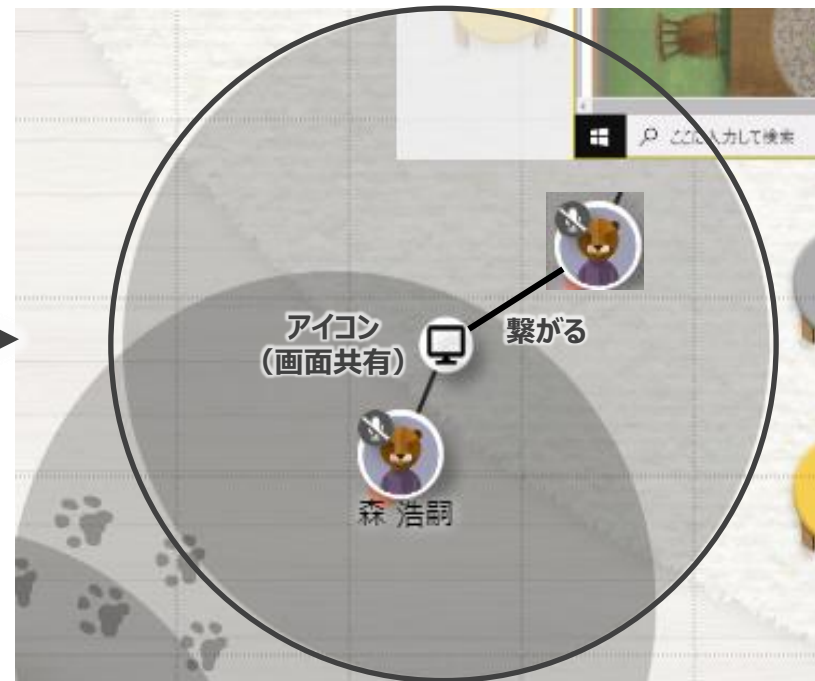 ここに入力して検索
アイコン
（画面共有）
繋がる
森 浩嗣